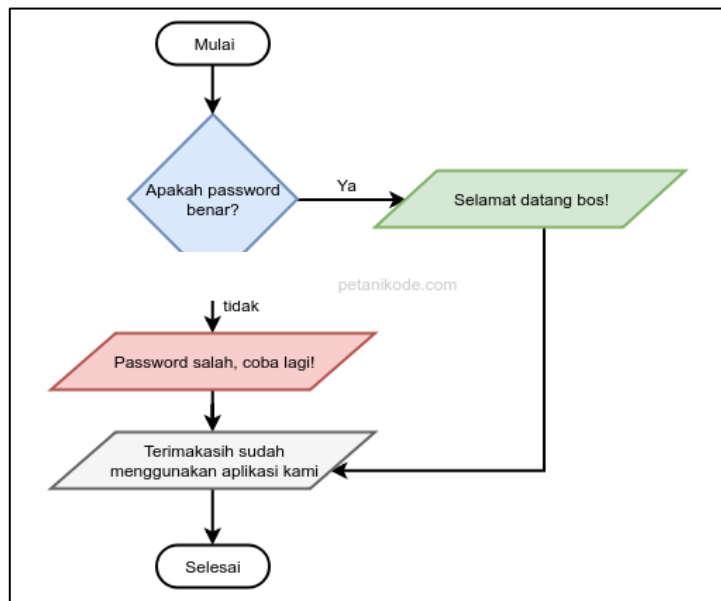 Mulai
Apakah password
benar?
Ya
Selamat datang bos!
petanikode.com
tidak
Password salah, coba lagi!
Terimakasih sudah
menggunakan aplikasi kami
Selesai